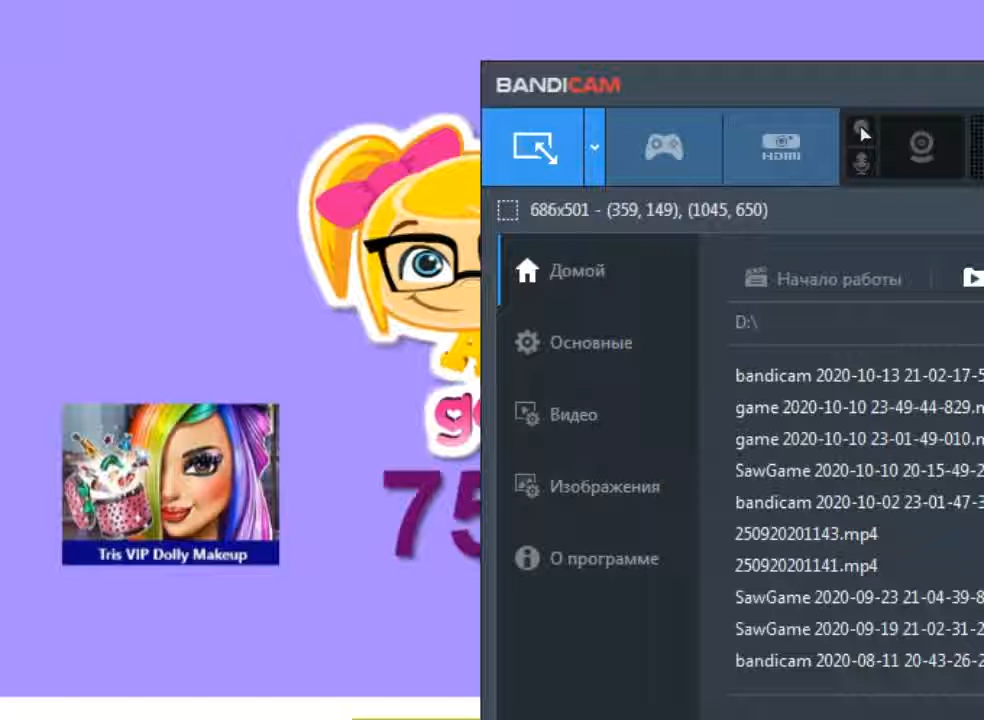 BANDICAM
HDMI
686x501 - (359, 149), (1045, 650)
Домой
Основные
Видео
Изображения
О программе
Начало работы
D:\
bandicam 2020-10-13 21-02-17-5
game 2020-10-10 23-49-44-829.
game 2020-10-10 23-01-49-010.
SawGame 2020-10-10 20-15-49-2
bandicam 2020-10-02 23-01-47-3
250920201143.mp4
250920201141.mp4
SawGame 2020-09-23 21-04-39-8
SawGame 2020-09-19 21-02-31-2
bandicam 2020-08-11 20-43-26-2
g
75
Tris VIP Dolly Makeup